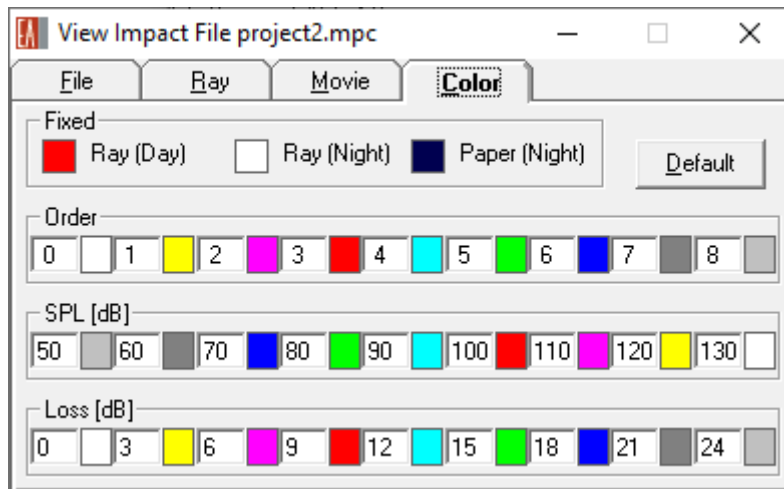 EA View Impact File project2.mpc
File Ray Movie Color
Fixed
Ray (Day) Ray (Night) Paper (Night) Default
Order
0 1 2 3 4 5 6 7 8
SPL [dB]
50 60 70 80 90 100 110 120 130
Loss [dB]
0 3 6 9 12 15 18 21 24